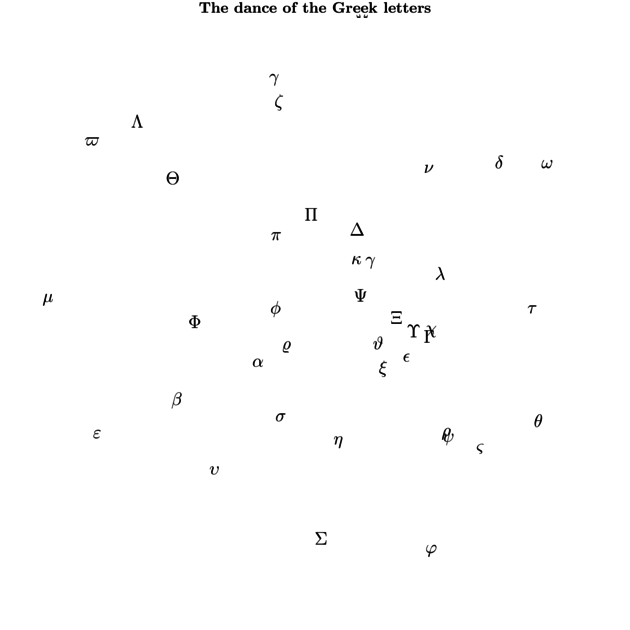 The dance of the Greek letters
γ
ζ
Λ
ϖ
ν δ ω
Θ
Π
Δ
π
κ γ
λ
Ψ
μ
ϕ τ
Ξ
Φ
Υ Γ χ
ϑ
ϱ
ϵ
α
ξ
β
σ
θ
ε
ρ ψ
η
ς
υ
Σ
φ